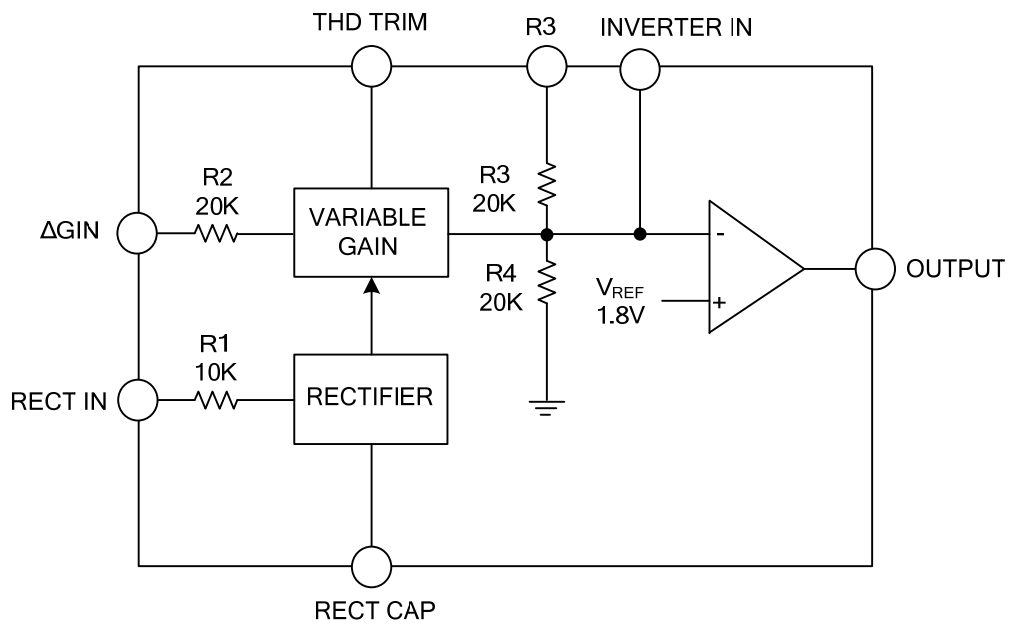 THD TRIM
R3
INVERTER IN
R2
20K
ΔGIN
VARIABLE
GAIN
R3
20K
-
R4
20K
VREF
1.8V
+
OUTPUT
R1
10K
RECT IN
RECTIFIER
RECT CAP